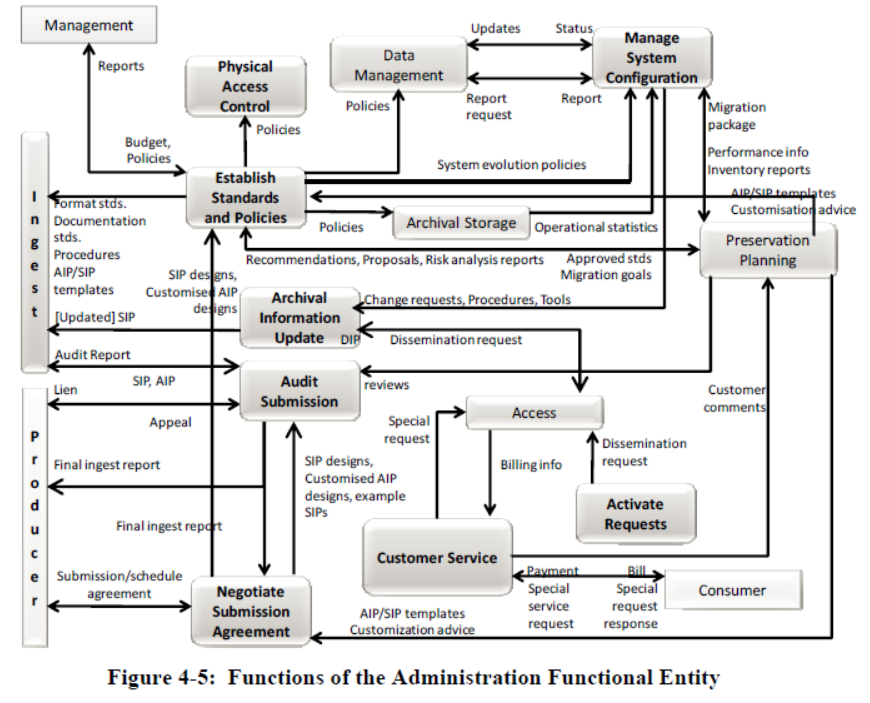 Management
Reports
Physical
Access
Control
Policies
Data
Management
Policies
Updates
Status
Report
request
Report
Manage
System
Configuration
Migration
package
Performance info
Inventory reports
Budget,
Policies
System evolution policies
Establish
Standards
and Policies
Policies
Archival Storage
Operational statistics
AIP/SIP templates
Customisation advice
Preservation
Planning
Ingest
Format stds.
Documentation
stds.
Procedures
AIP/SIP
templates
Recommendations, Proposals, Risk analysis reports
Approved stds
Migration goals
SIP designs,
Customised AIP
designs
Archival
Information
Update
Change requests, Procedures, Tools
[Updated] SIP
DIP
Dissemination request
Audit Report
SIP, AIP
Audit
Submission
reviews
Lien
Appeal
Producer
Special
request
Access
Customer
comments
Billing info
Dissemination
request
Activate
Requests
Final ingest report
SIP designs,
Customised AIP
designs, example
SIPs
Final ingest report
Customer Service
Submission/schedule
agreement
Negotiate
Submission
Agreement
Payment
Special
service
request
Bill
Special
request
response
Consumer
AIP/SIP templates
Customization advice
Figure 4-5: Functions of the Administration Functional Entity